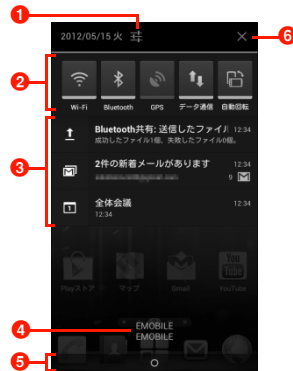 1
2012/05/15 火
6
2
Wi-Fi Bluetooth GPS データ通信 自動回転
3
Bluetooth共有: 送信したファイル 12:34
成功したファイル1個、失敗したファイル0個。
2件の新着メールがあります 12:34
9
1 全体会議 12:34
12:34
Playストア マップ Gmail YouTube
4
EMOBILE
EMOBILE
5